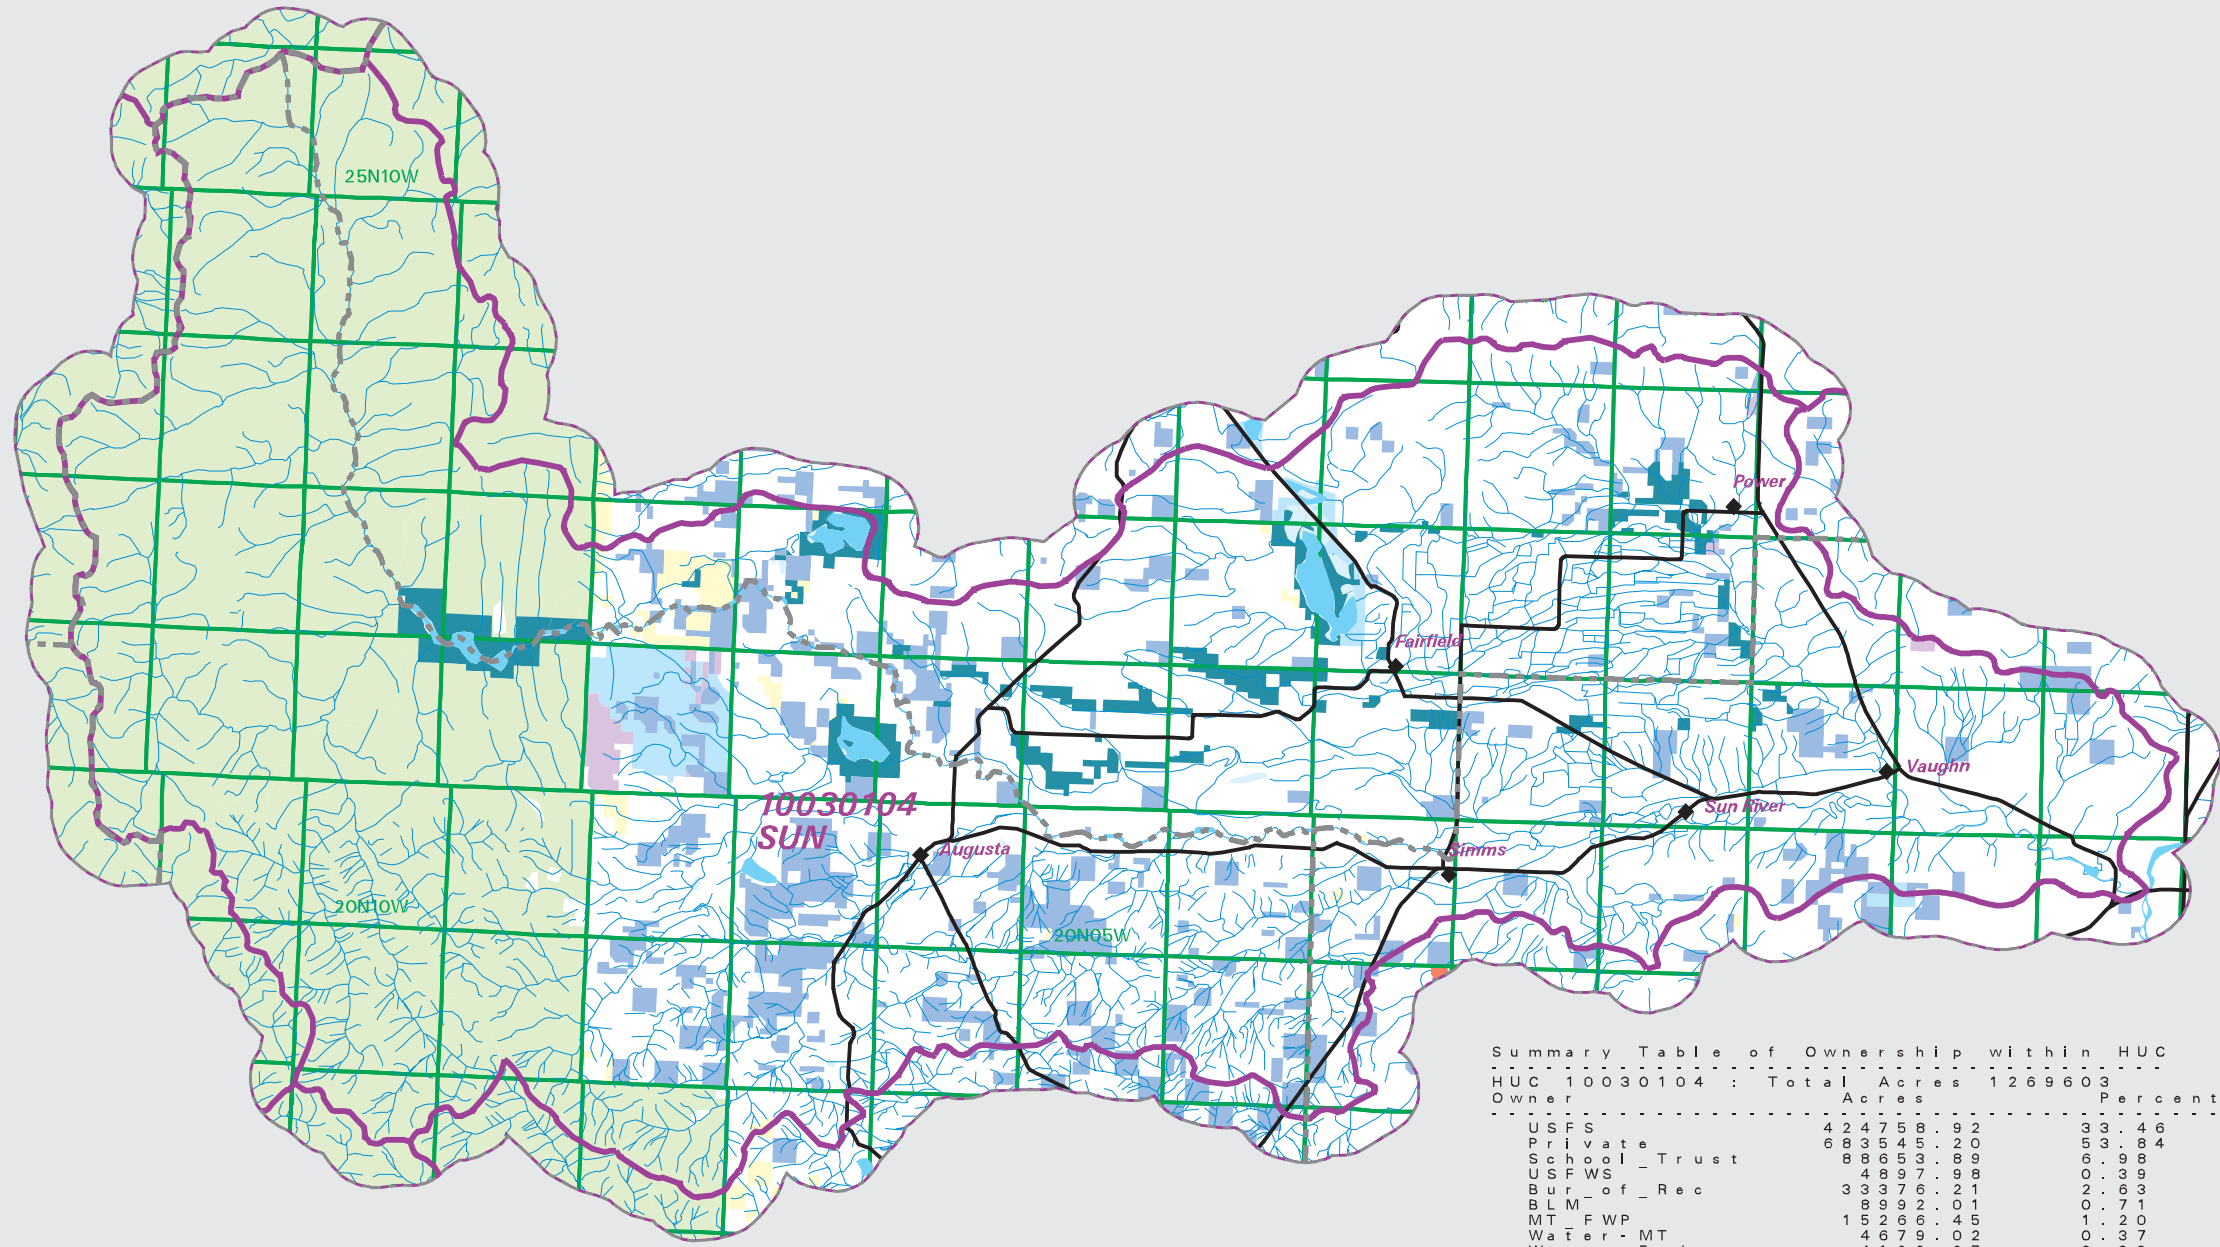 25N10W
Power
Fairfield
Vaughn
10030104
SUN
Sun River
Augusta
Simms
20N10W
20N05W
Summary Table of Ownership within HUC
HUC 10030104 : Total Acres 1269603
Owner Acres Percent
USFS 424758.92 33.46
Private 683545.20 53.84
School_Trust 88653.89 6.98
USFWS 4897.98 0.39
Bur_of_Rec 33376.21 2.63
BLM 8992.01 0.71
MT_FWP 15266.45 1.20
Water-MT 4679.02 0.37